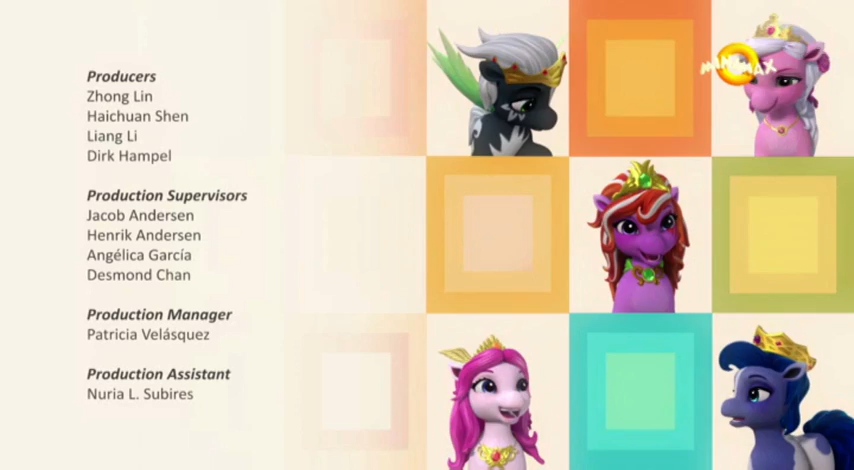 Producers
Zhong Lin
Haichuan Shen
Liang Li
Dirk Hampel
Production Supervisors
Jacob Andersen
Henrik Andersen
Angélica García
Desmond Chan
Production Manager
Patricia Velásquez
Production Assistant
Nuria L. Subires
MINIMAX